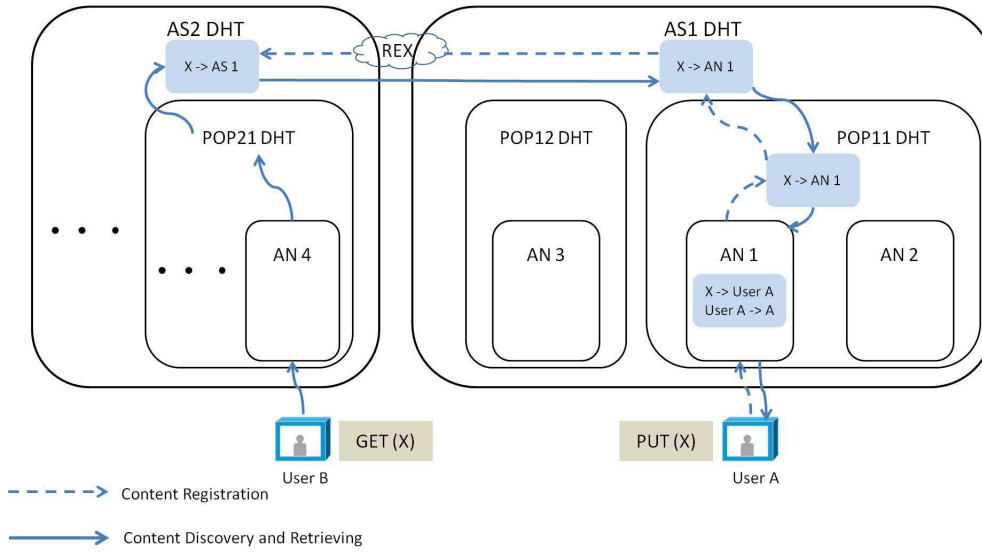 AS2 DHT
AS1 DHT
REX
X -> AS 1
X -> AN 1
POP21 DHT
POP12 DHT
POP11 DHT
X -> AN 1
AN 4
AN 3
AN 1
AN 2
X -> User A
User A -> A
GET (X)
PUT (X)
User B
User A
Content Registration
Content Discovery and Retrieving